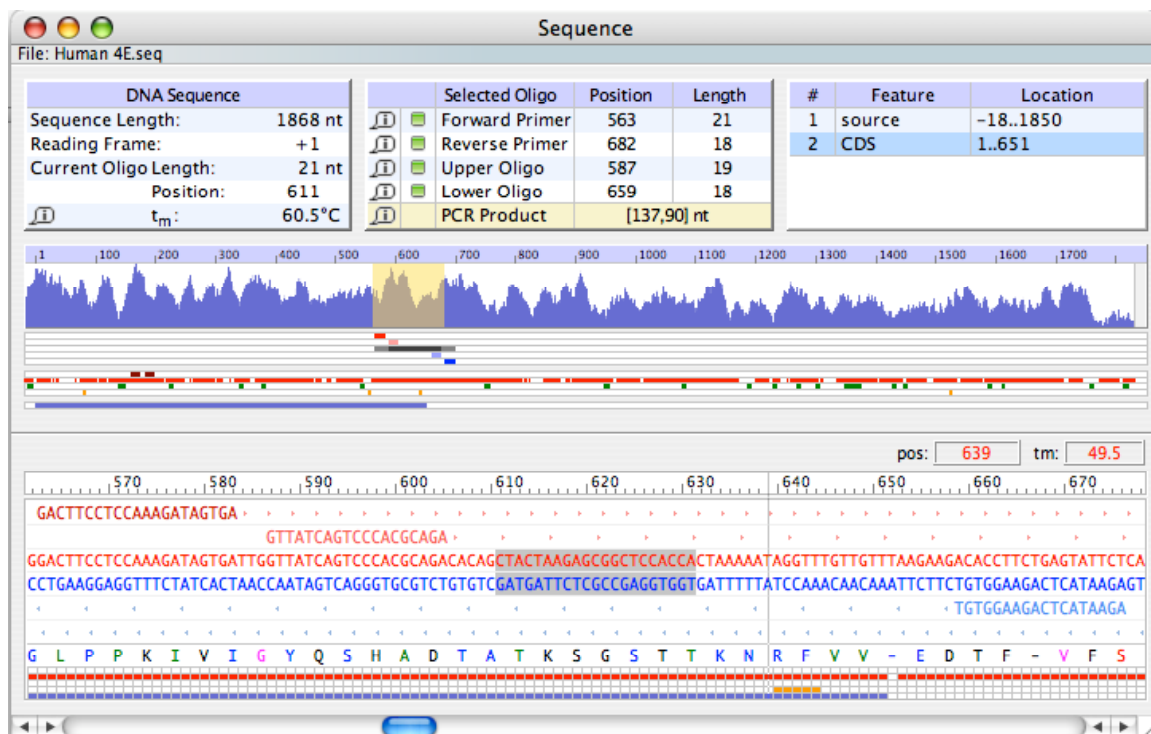 Sequence
File: Human 4E.seq
DNA Sequence
Sequence Length: 1868 nt
Reading Frame: +1
Current Oligo Length: 21 nt
Position: 611
tm: 60.5°C
Selected Oligo Position Length
Forward Primer 563 21
Reverse Primer 682 18
Upper Oligo 587 19
Lower Oligo 659 18
PCR Product [137,90] nt
# Feature Location
1 source -18..1850
2 CDS 1..651
1 100 200 300 400 500 600 700 800 900 1000 1100 1200 1300 1400 1500 1600 1700
pos: 639 tm: 49.5
570 580 590 600 610 620 630 640 650 660 670
GACTTCCTCCAAAGATAGTGA
GTTATCAGTCCCACGCAGA
GGACTTCCTCCAAAGATAGTGATTGGTTATCAGTCCCACGCAGACACAGCTACTAAGAGCGGCTCCACCACTAAAAATAGGTTTGTTGTTTAAGAAGACACCTTCTGAGTATTCTCA
CCTGAAGGAGGTTTCTATCACTAACCAATAGTCAGGGTGCGTCTGTGTCGATGATTCTCGCCGAGGTGGTGATTTTTATCCAAACAACAAATTCTTCTGTGGAAGACTCATAAGAGT
TGTGGAAGACTCATAAGA
G L P P K I V I G Y Q S H A D T A T K S G S T T K N R F V V - E D T F - V F S